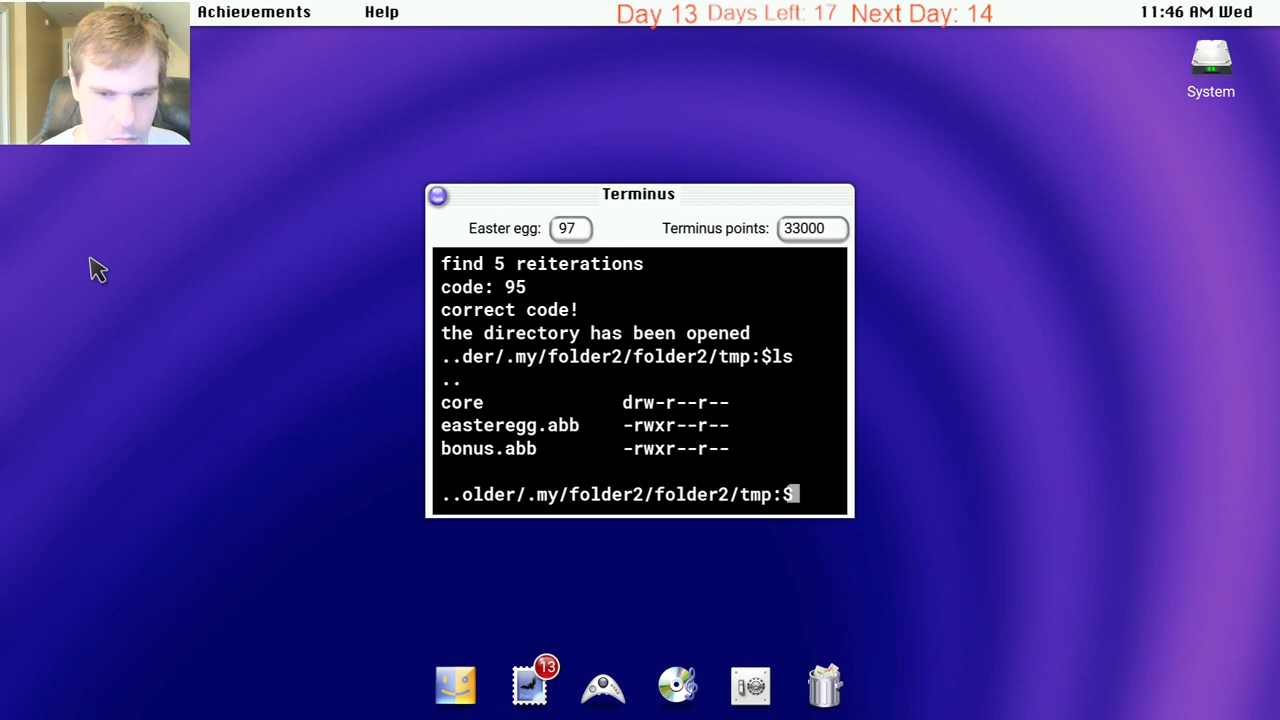 Achievements Help Day 13 Days Left: 17 Next Day: 14 11:46 AM Wed
System
Terminus
Easter egg: 97 Terminus points: 33000
find 5 reiterations
code: 95
correct code!
the directory has been opened
..der/.my/folder2/folder2/tmp:$ls
..
core drw-r--r--
easteregg.abb -rwxr--r--
bonus.abb -rwxr--r--
..older/.my/folder2/folder2/tmp:$
13